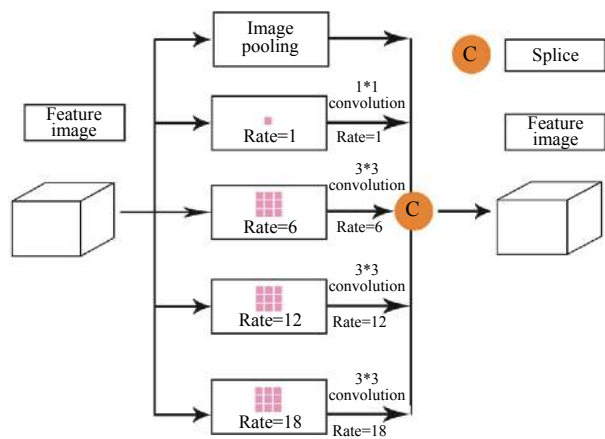 Image
pooling
C
Splice
1*1
convolution
Rate=1
Rate=1
Feature
image
Feature
image
3*3
convolution
Rate=6
Rate=6
C
3*3
convolution
Rate=12
Rate=12
3*3
convolution
Rate=18
Rate=18